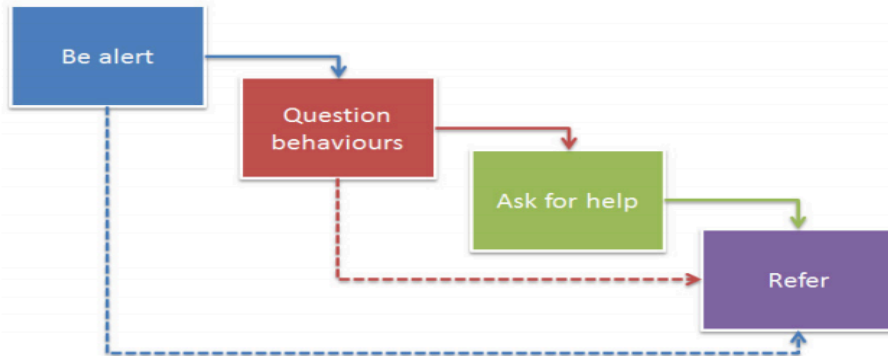 Be alert
Question
behaviours
Ask for help
Refer